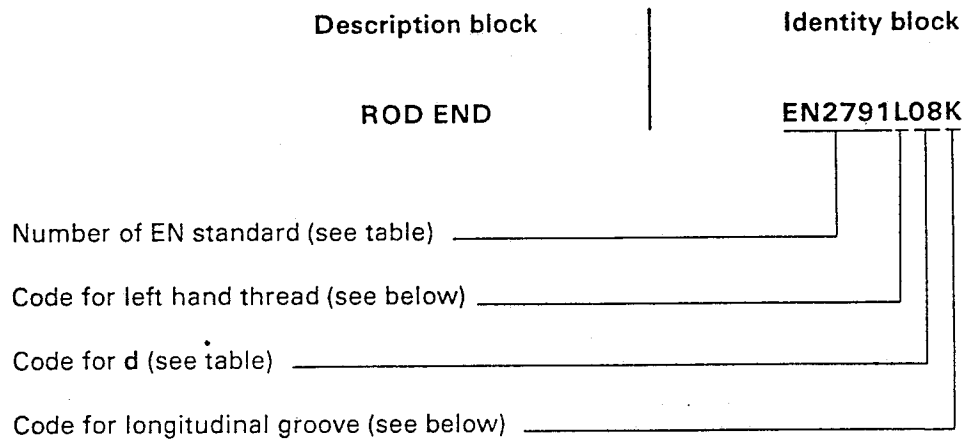 Description block Identity block
ROD END EN2791L08K
Number of EN standard (see table)
Code for left hand thread (see below)
Code for d (see table)
Code for longitudinal groove (see below)